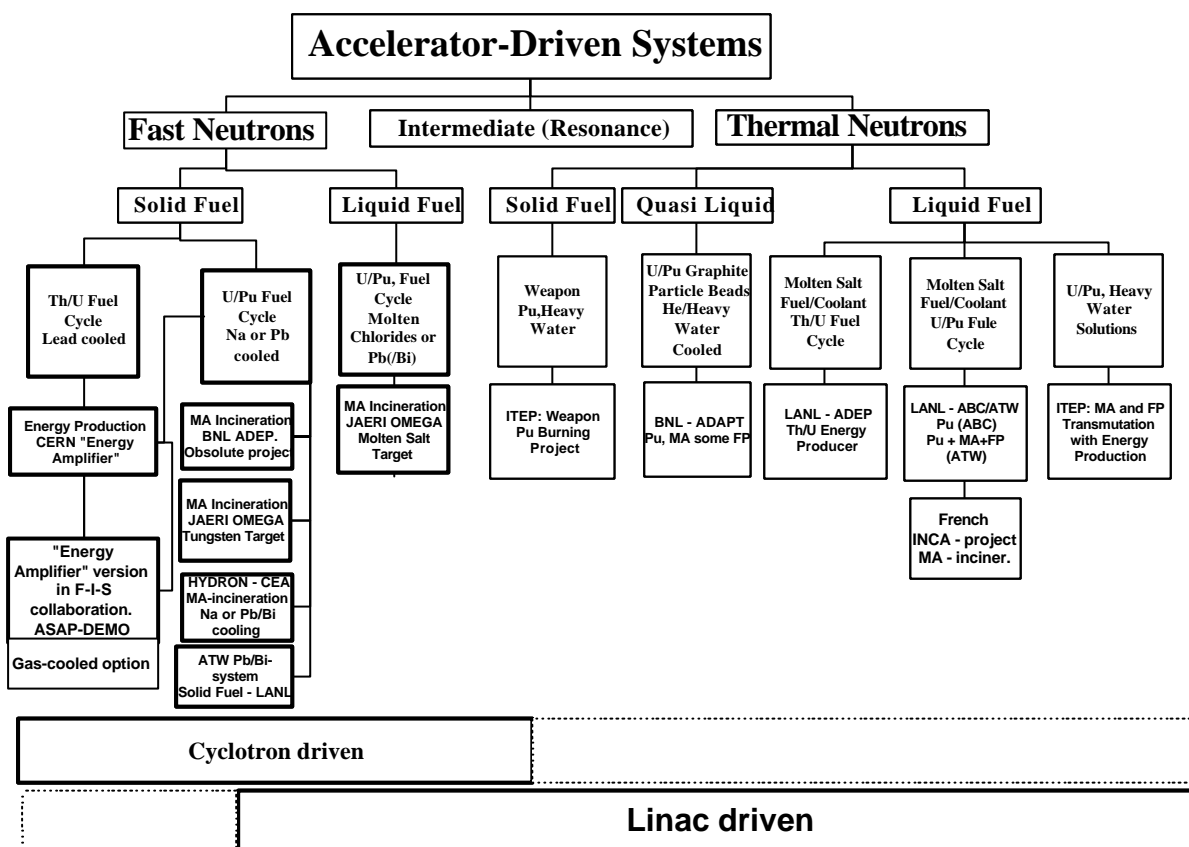 Accelerator-Driven Systems
Fast Neutrons
Intermediate (Resonance)
Thermal Neutrons
Solid Fuel
Liquid Fuel
Solid Fuel
Quasi Liquid
Liquid Fuel
Th/U Fuel
Cycle
Lead cooled
U/Pu Fuel
Cycle
Na or Pb
cooled
U/Pu, Fuel
Cycle
Molten
Chlorides or
Pb(/Bi)
Weapon
Pu,Heavy
Water
U/Pu Graphite
Particle Beads
He/Heavy
Water
Cooled
Molten Salt
Fuel/Coolant
Th/U Fuel
Cycle
Molten Salt
Fuel/Coolant
U/Pu Fule
Cycle
U/Pu, Heavy
Water
Solutions
Energy Production
CERN "Energy
Amplifier"
MA Incineration
BNL ADEP.
Obsolute project
MA Incineration
JAERI OMEGA
Molten Salt
Target
ITEP: Weapon
Pu Burning
Project
BNL - ADAPT
Pu, MA some FP
LANL - ADEP
Th/U Energy
Producer
LANL - ABC/ATW
Pu (ABC)
Pu + MA+FP
(ATW)
ITEP: MA and FP
Transmutation
with Energy
Production
MA Incineration
JAERI OMEGA
Tungsten Target
French
INCA - project
MA - inciner.
"Energy
Amplifier" version
in F-I-S
collaboration.
ASAP-DEMO
Gas-cooled option
HYDRON - CEA
MA-incineration
Na or Pb/Bi
cooling
ATW Pb/Bi-
system
Solid Fuel - LANL
Cyclotron driven
Linac driven